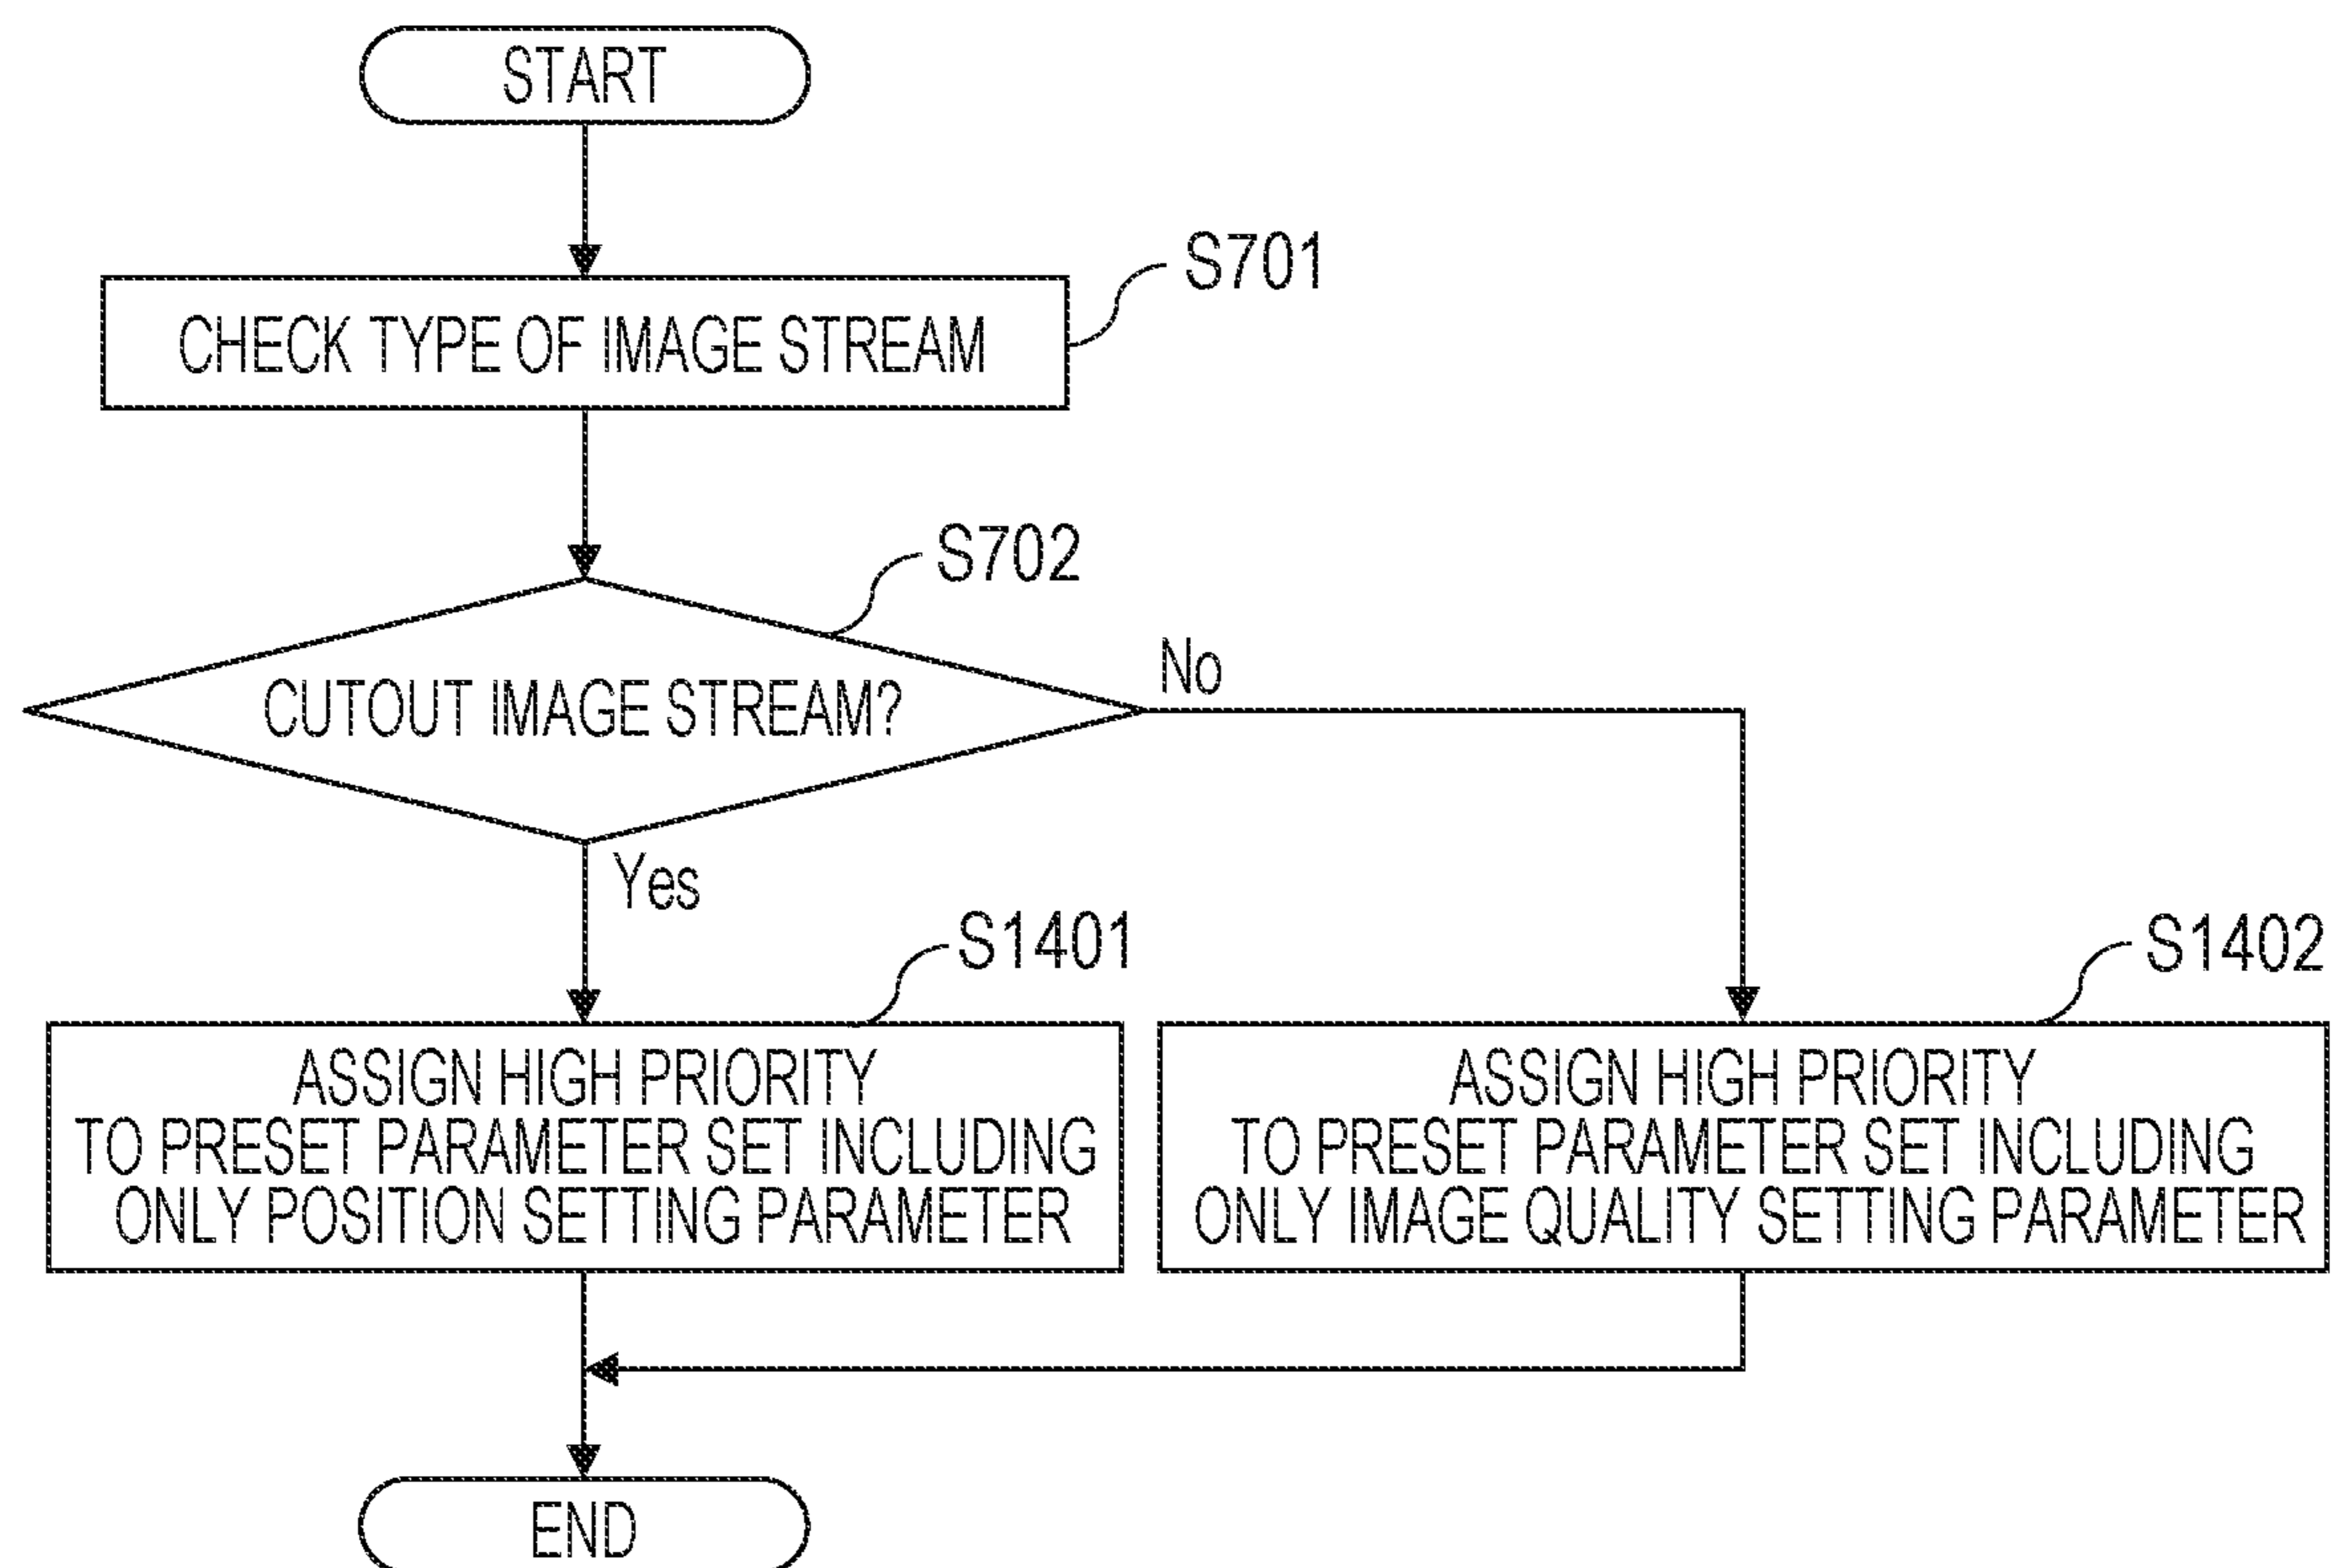 START
S701
CHECK TYPE OF IMAGE STREAM
S702
CUTOUT IMAGE STREAM?
No
Yes
S1401
ASSIGN HIGH PRIORITY
TO PRESET PARAMETER SET INCLUDING
ONLY POSITION SETTING PARAMETER
S1402
ASSIGN HIGH PRIORITY
TO PRESET PARAMETER SET INCLUDING
ONLY IMAGE QUALITY SETTING PARAMETER
END